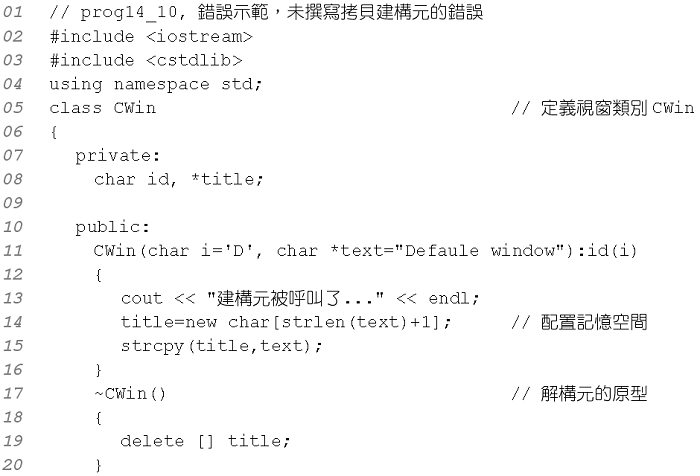 01 // prog14_10, 錯誤示範，未撰寫拷貝建構元的錯誤
02 #include <iostream>
03 #include <cstdlib>
04 using namespace std;
05 class CWin // 定義視窗類別 CWin
06 {
07 private:
08 char id, *title;
09
10 public:
11 CWin(char i='D', char *text="Defaule window"):id(i)
12 {
13 cout << "建構元被呼叫了..." << endl;
14 title=new char[strlen(text)+1]; // 配置記憶空間
15 strcpy(title,text);
16 }
17 ~CWin() // 解構元的原型
18 {
19 delete [] title;
20 }